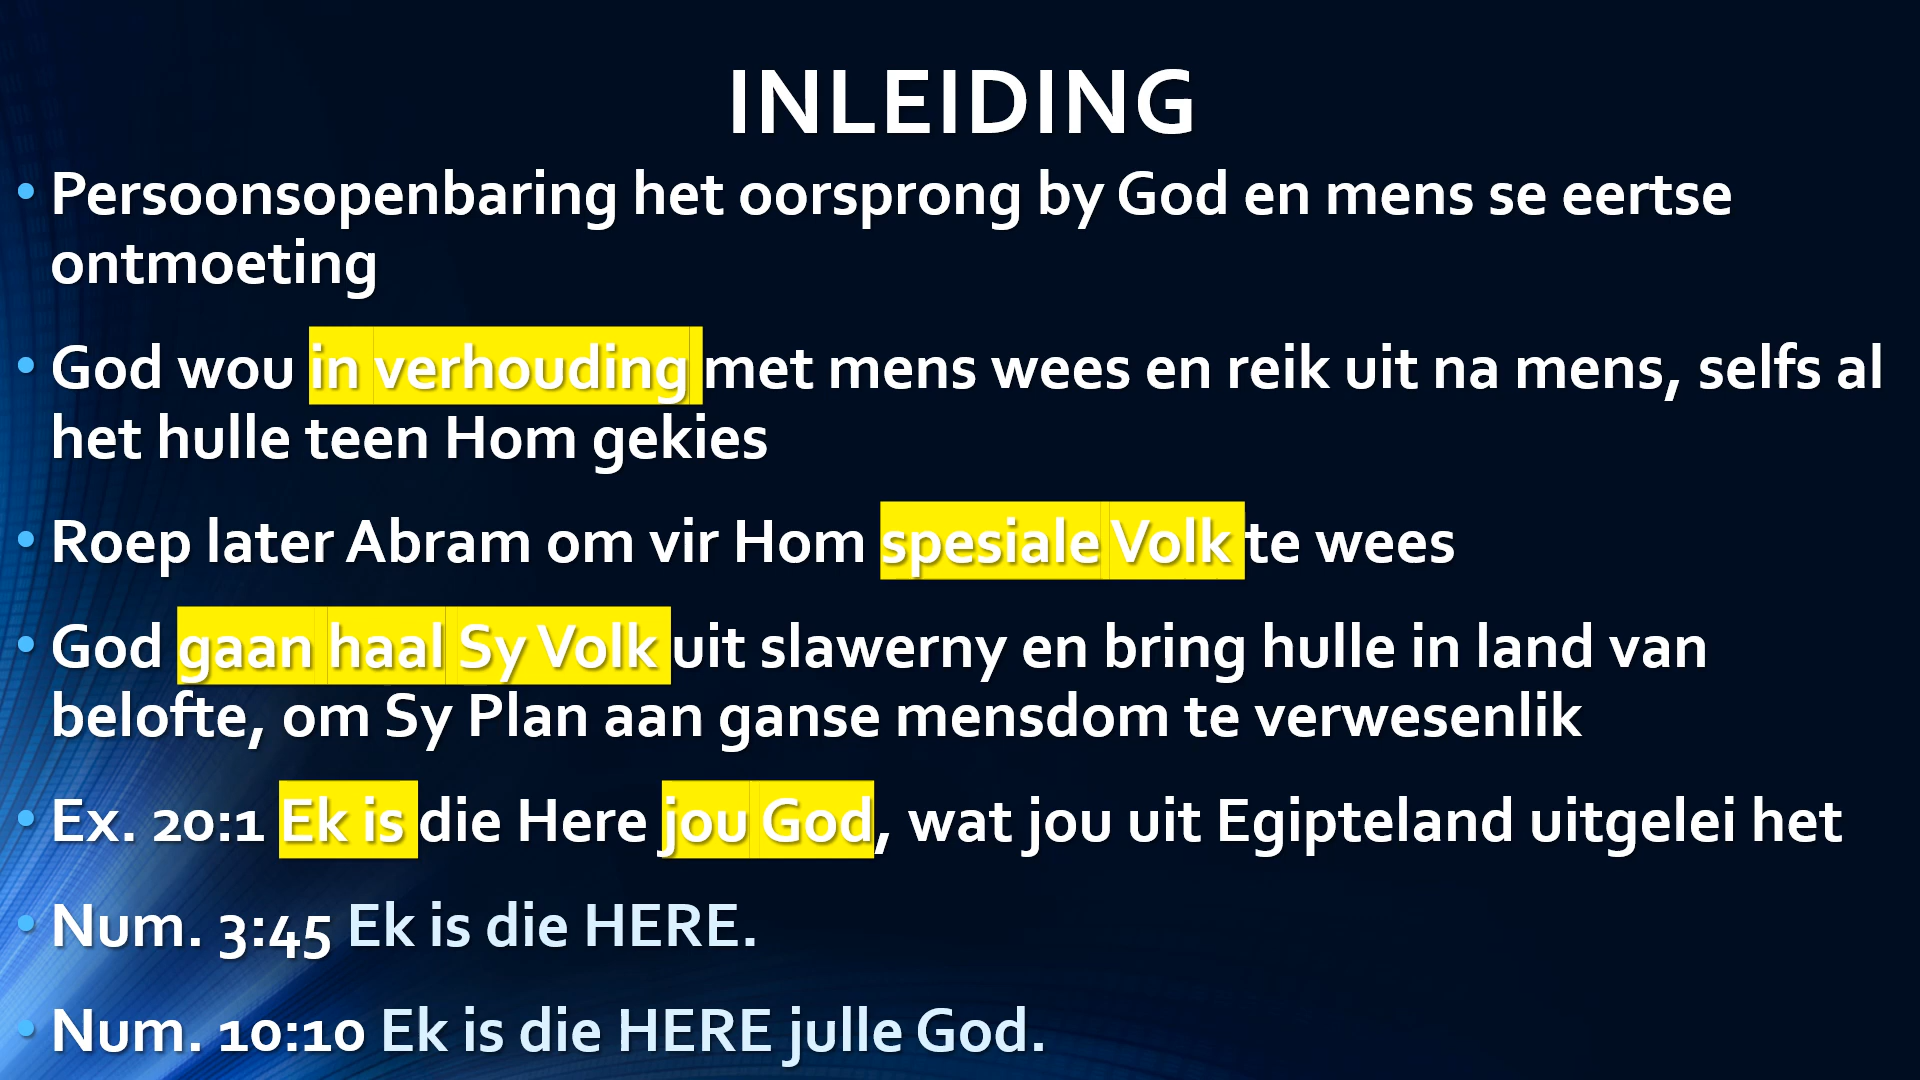 INLEIDING
• Persoonsopenbaring het oorsprong by God en mens se eertse
ontmoeting
• God wou in verhouding met mens wees en reik uit na mens, selfs al
het hulle teen Hom gekies
• Roep later Abram om vir Hom spesiale Volk te wees
• God gaan haal Sy Volk uit slawerny en bring hulle in land van
belofte, om Sy Plan aan ganse mensdom te verwesenlik
• Ex. 20:1 Ek is die Here jou God, wat jou uit Egipteland uitgelei het
• Num. 3:45 Ek is die HERE.
• Num. 10:10 Ek is die HERE julle God.